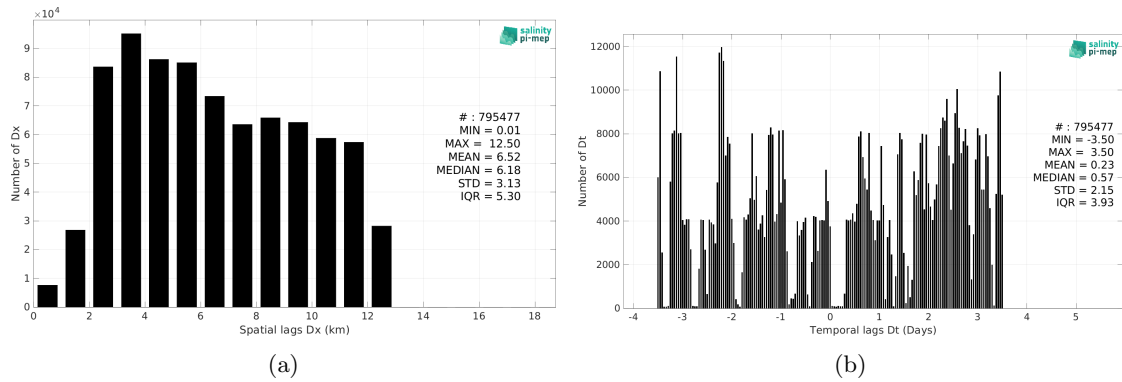 ×10⁴
9
8
7
6
5
4
3
2
1
0
Number of Dx
0 2 4 6 8 10 12 14 16 18
Spatial lags Dx (km)
salinity
pi-mep
# : 795477
MIN = 0.01
MAX = 12.50
MEAN = 6.52
MEDIAN = 6.18
STD = 3.13
IQR = 5.30
(a)
12000
10000
8000
6000
4000
2000
0
Number of Dt
-4 -3 -2 -1 0 1 2 3 4 5
Temporal lags Dt (Days)
salinity
pi-mep
# : 795477
MIN = -3.50
MAX = 3.50
MEAN = 0.23
MEDIAN = 0.57
STD = 2.15
IQR = 3.93
(b)